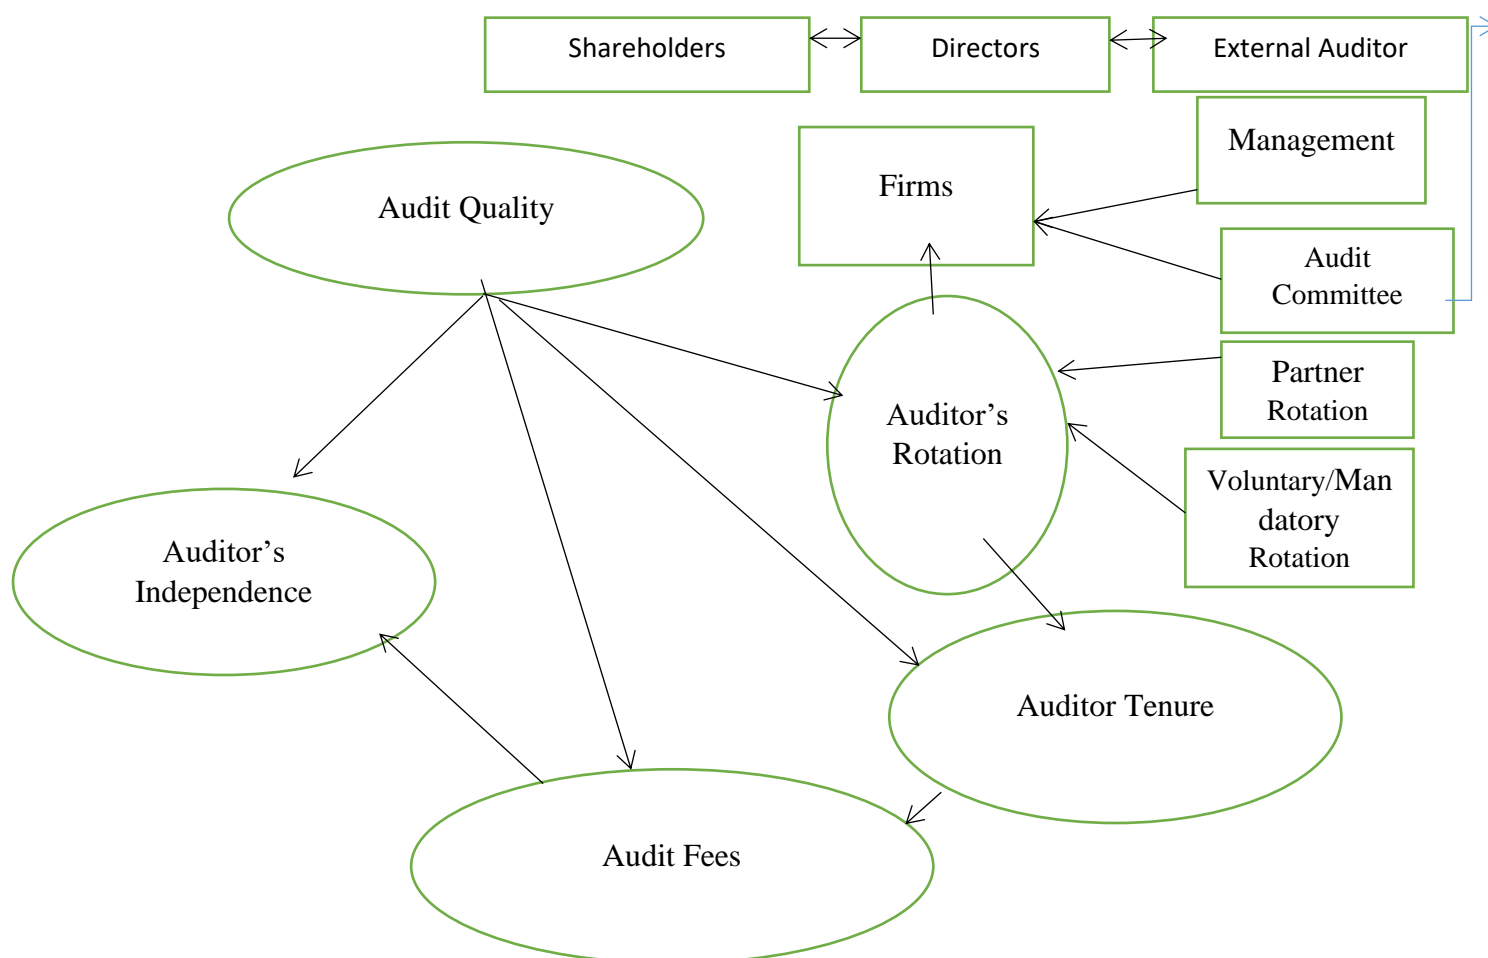 Shareholders
Directors
External Auditor
Management
Firms
Audit Quality
Audit
Committee
Partner
Rotation
Auditor’s
Rotation
Voluntary/Man
datory
Rotation
Auditor’s
Independence
Auditor Tenure
Audit Fees